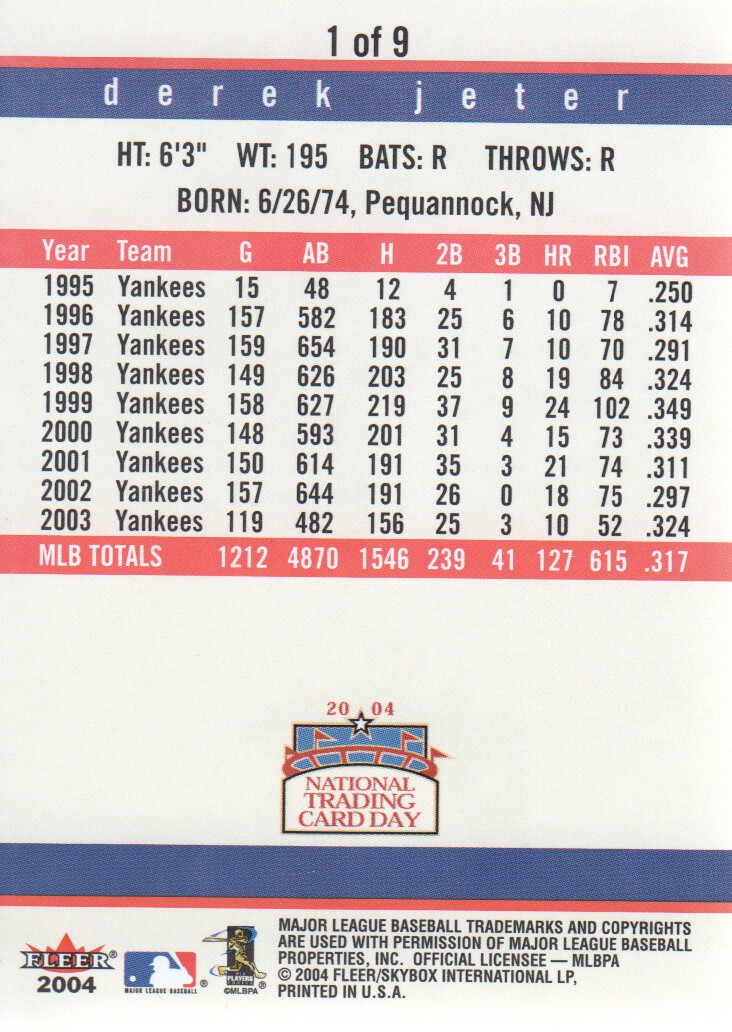 1 of 9
derek jeter
HT: 6'3" WT: 195 BATS: R THROWS: R
BORN: 6/26/74, Pequannock, NJ
Year Team G AB H 2B 3B HR RBI AVG
1995 Yankees 15 48 12 4 1 0 7 .250
1996 Yankees 157 582 183 25 6 10 78 .314
1997 Yankees 159 654 190 31 7 10 70 .291
1998 Yankees 149 626 203 25 8 19 84 .324
1999 Yankees 158 627 219 37 9 24 102 .349
2000 Yankees 148 593 201 31 4 15 73 .339
2001 Yankees 150 614 191 35 3 21 74 .311
2002 Yankees 157 644 191 26 0 18 75 .297
2003 Yankees 119 482 156 25 3 10 52 .324
MLB TOTALS 1212 4870 1546 239 41 127 615 .317
20 04
NATIONAL
TRADING
CARD DAY
FLEER®
2004
MAJOR LEAGUE BASEBALL ®
PLAYERS
©MLBPA
MAJOR LEAGUE BASEBALL TRADEMARKS AND COPYRIGHTS
ARE USED WITH PERMISSION OF MAJOR LEAGUE BASEBALL
PROPERTIES, INC. OFFICIAL LICENSEE — MLBPA
© 2004 FLEER/SKYBOX INTERNATIONAL LP,
PRINTED IN U.S.A.